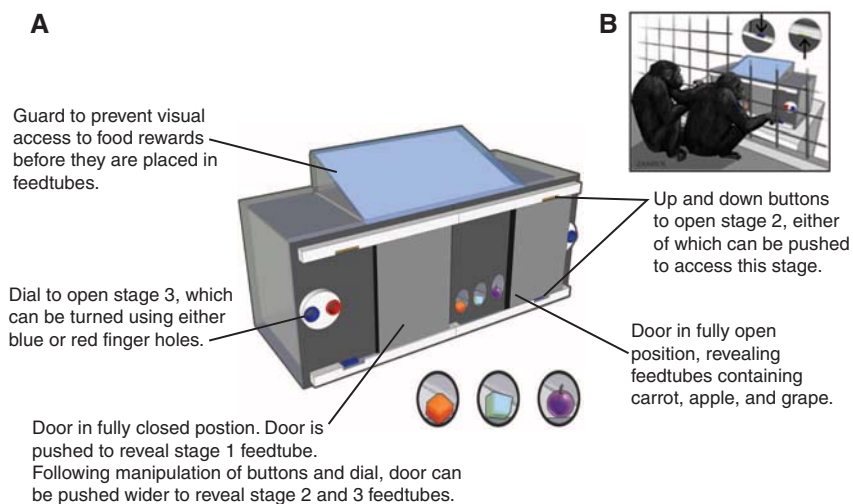 A
B
Guard to prevent visual
access to food rewards
before they are placed in
feedtubes.
Up and down buttons
to open stage 2, either
of which can be pushed
to access this stage.
Dial to open stage 3, which
can be turned using either
blue or red finger holes.
Door in fully open
position, revealing
feedtubes containing
carrot, apple, and grape.
Door in fully closed postion. Door is
pushed to reveal stage 1 feedtube.
Following manipulation of buttons and dial, door can
be pushed wider to reveal stage 2 and 3 feedtubes.